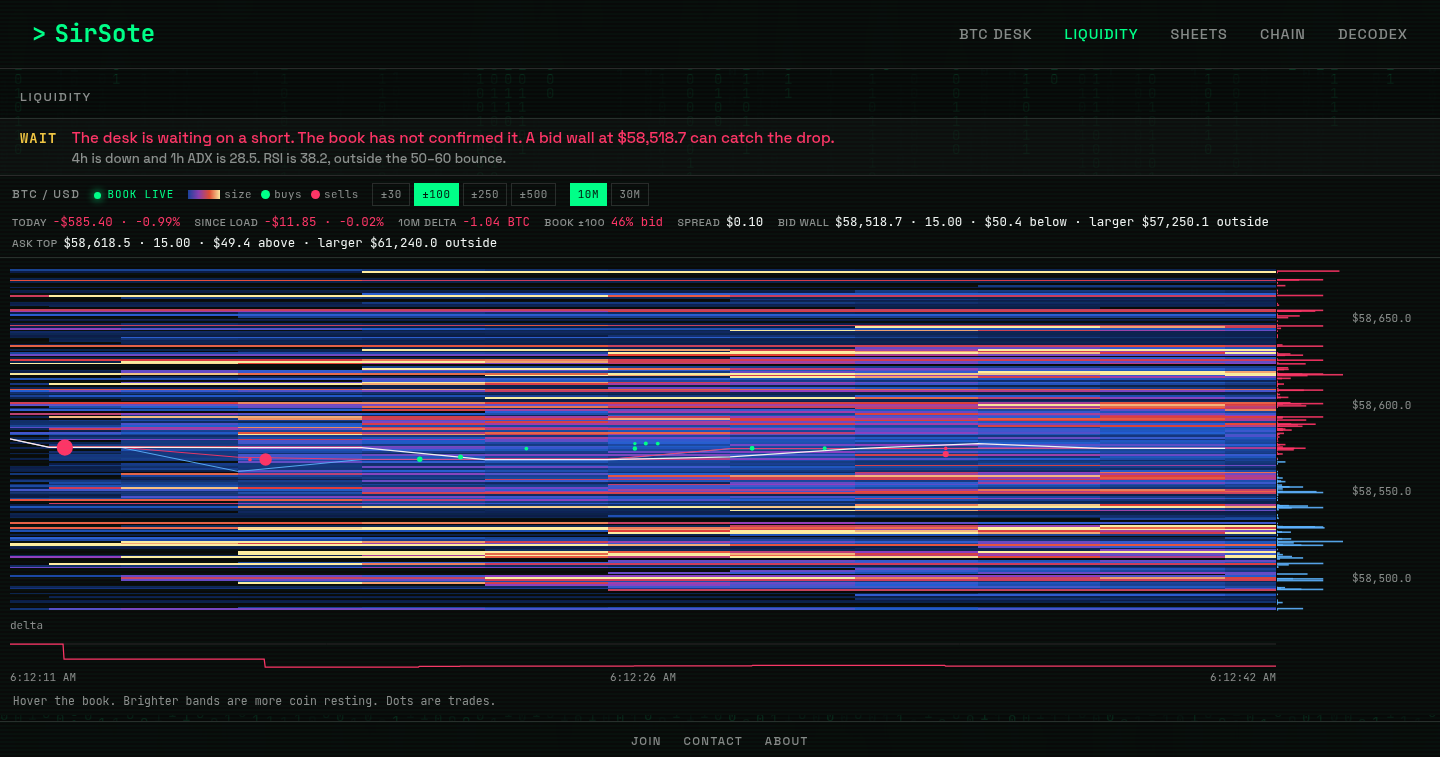 > SirSote
BTC DESK LIQUIDITY SHEETS CHAIN DECODEX
LIQUIDITY
WAIT The desk is waiting on a short. The book has not confirmed it. A bid wall at $58,518.7 can catch the drop.
4h is down and 1h ADX is 28.5. RSI is 38.2, outside the 50–60 bounce.
BTC / USD BOOK LIVE size buys sells ±30 ±100 ±250 ±500 10M 30M
TODAY -$585.40 · -0.99% SINCE LOAD -$11.85 · -0.02% 10M DELTA -1.04 BTC BOOK ±100 46% bid SPREAD $0.10 BID WALL $58,518.7 · 15.00 · $50.4 below · larger $57,250.1 outside
ASK TOP $58,618.5 · 15.00 · $49.4 above · larger $61,240.0 outside
$58,650.0
$58,600.0
$58,550.0
$58,500.0
delta
6:12:11 AM 6:12:26 AM 6:12:42 AM
Hover the book. Brighter bands are more coin resting. Dots are trades.
JOIN CONTACT ABOUT